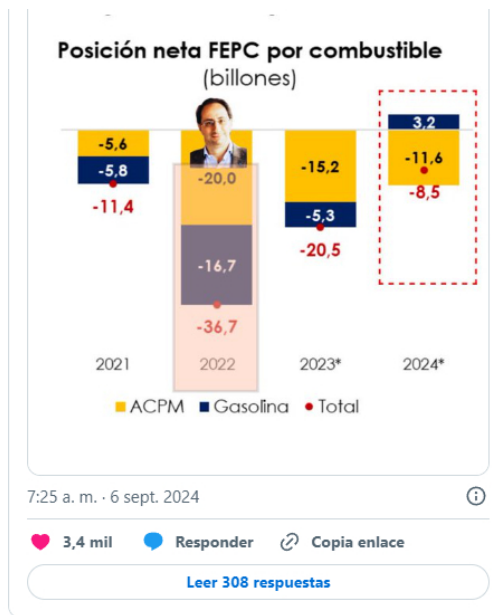 Posición neta FEPC por combustible
(billones)
3,2
-5,6
-11,6
-15,2
-5,8
-20,0
-8,5
-11,4
-5,3
-20,5
-16,7
-36,7
2021 2022 2023* 2024*
ACPM Gasolina Total
7:25 a. m. · 6 sept. 2024
3,4 mil Responder Copia enlace
Leer 308 respuestas